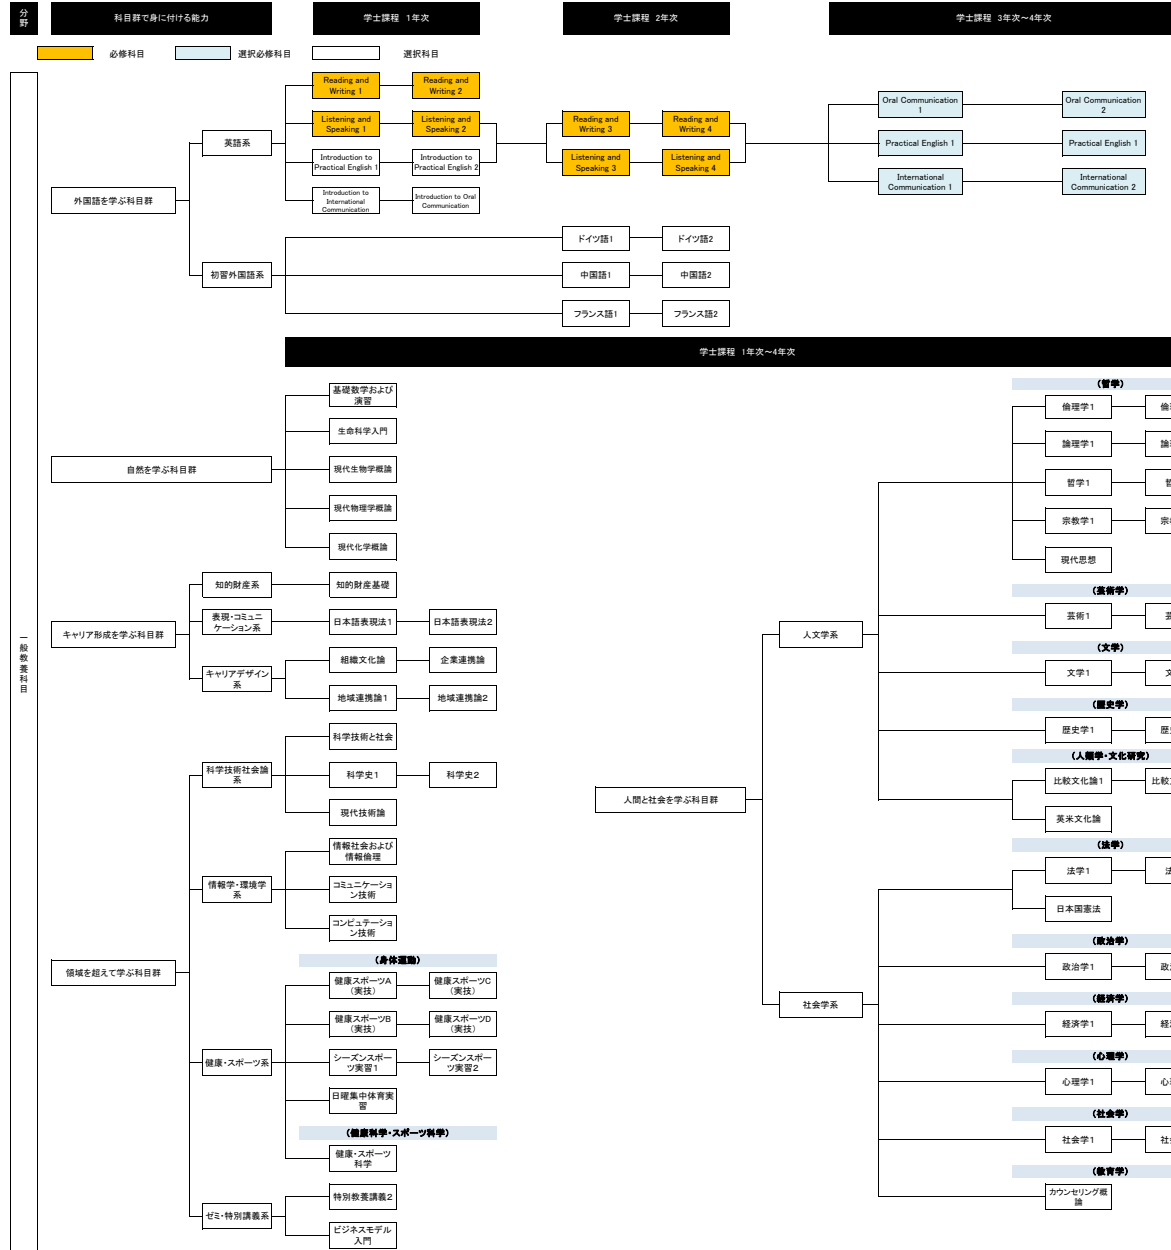 分野
科目群で身に付ける能力
学士課程 1年次
学士課程 2年次
学士課程 3年次～4年次
必修科目
選択必修科目
選択科目
一般教養科目
外国語を学ぶ科目群
英語系
Reading and
Writing 1
Reading and
Writing 2
Listening and
Speaking 1
Listening and
Speaking 2
Introduction to
Practical English 1
Introduction to
Practical English 2
Introduction to
International
Communication
Introduction to Oral
Communication
Reading and
Writing 3
Reading and
Writing 4
Listening and
Speaking 3
Listening and
Speaking 4
Oral Communication
1
Oral Communication
2
Practical English 1
Practical English 1
International
Communication 1
International
Communication 2
初習外国語系
ドイツ語1
ドイツ語2
中国語1
中国語2
フランス語1
フランス語2
学士課程 1年次～4年次
自然を学ぶ科目群
基礎数学および
演習
生命科学入門
現代生物学概論
現代物理学概論
現代化学概論
キャリア形成を学ぶ科目群
知的財産系
知的財産基礎
表現・コミュニ
ケーション系
日本語表現法1
日本語表現法2
キャリアデザイン
系
組織文化論
企業連携論
地域連携論1
地域連携論2
領域を超えて学ぶ科目群
科学技術社会論
系
科学技術と社会
科学史1
科学史2
現代技術論
情報学・環境学
系
情報社会および
情報倫理
コミュニケーショ
ン技術
コンピュテーショ
ン技術
健康・スポーツ系
(身体運動)
健康スポーツA
(実技)
健康スポーツC
(実技)
健康スポーツB
(実技)
健康スポーツD
(実技)
シーズンスポー
ツ実習1
シーズンスポー
ツ実習2
日曜集中体育実
習
(健康科学・スポーツ科学)
健康・スポーツ
科学
ゼミ・特別講義系
特別教養講義2
ビジネスモデル
入門
人間と社会を学ぶ科目群
人文学系
(哲学)
倫理学1
倫
論理学1
論
哲学1
宗教学1
宗
現代思想
(芸術学)
芸術1
(文学)
文学1
(歴史学)
歴史学1
歴
(人類学・文化研究)
比較文化論1
比較
英米文化論
社会学系
(法学)
法学1
日本国憲法
(政治学)
政治学1
政
(経済学)
経済学1
経
(心理学)
心理学1
心
(社会学)
社会学1
社
(教育学)
カウンセリング概
論